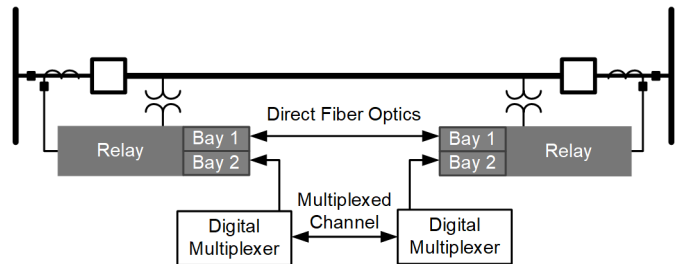 Direct Fiber Optics
Relay
Bay 1
Bay 2
Bay 1
Bay 2
Relay
Multiplexed
Channel
Digital
Multiplexer
Digital
Multiplexer